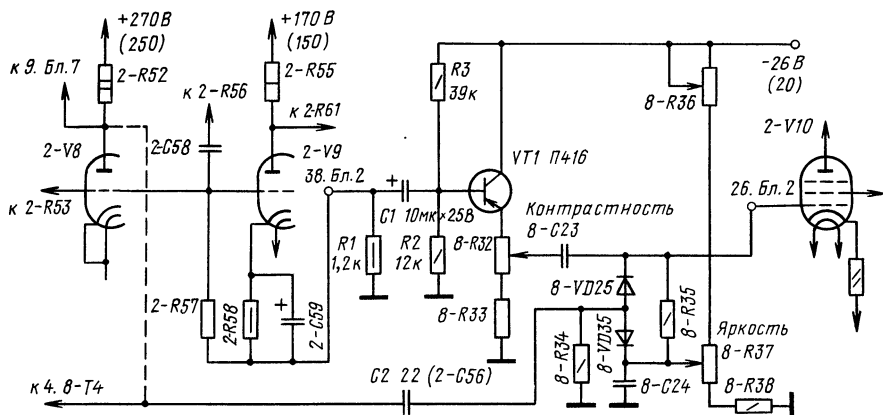 +270 В
(250)
к 9. Бл.7
2-R52
+170 В
(150)
2-R55
к 2-R56
к 2-R61
2-V8
2-C58
2-V9
38. Бл.2
к 2-R53
R3
39к
VT1 П416
-26 В
(20)
8-R36
2-V10
26. Бл.2
C1 10мк×25В
Контрастность
8-C23
R1
1,2к
R2
12к
8-R32
8-R33
2-R57
2R58
2-C59
8-VD25
8-VD35
8-R34
8-R35
Яркость
8-R37
8-C24
8-R38
C2 22 (2-C56)
к 4. 8-T4
+
+